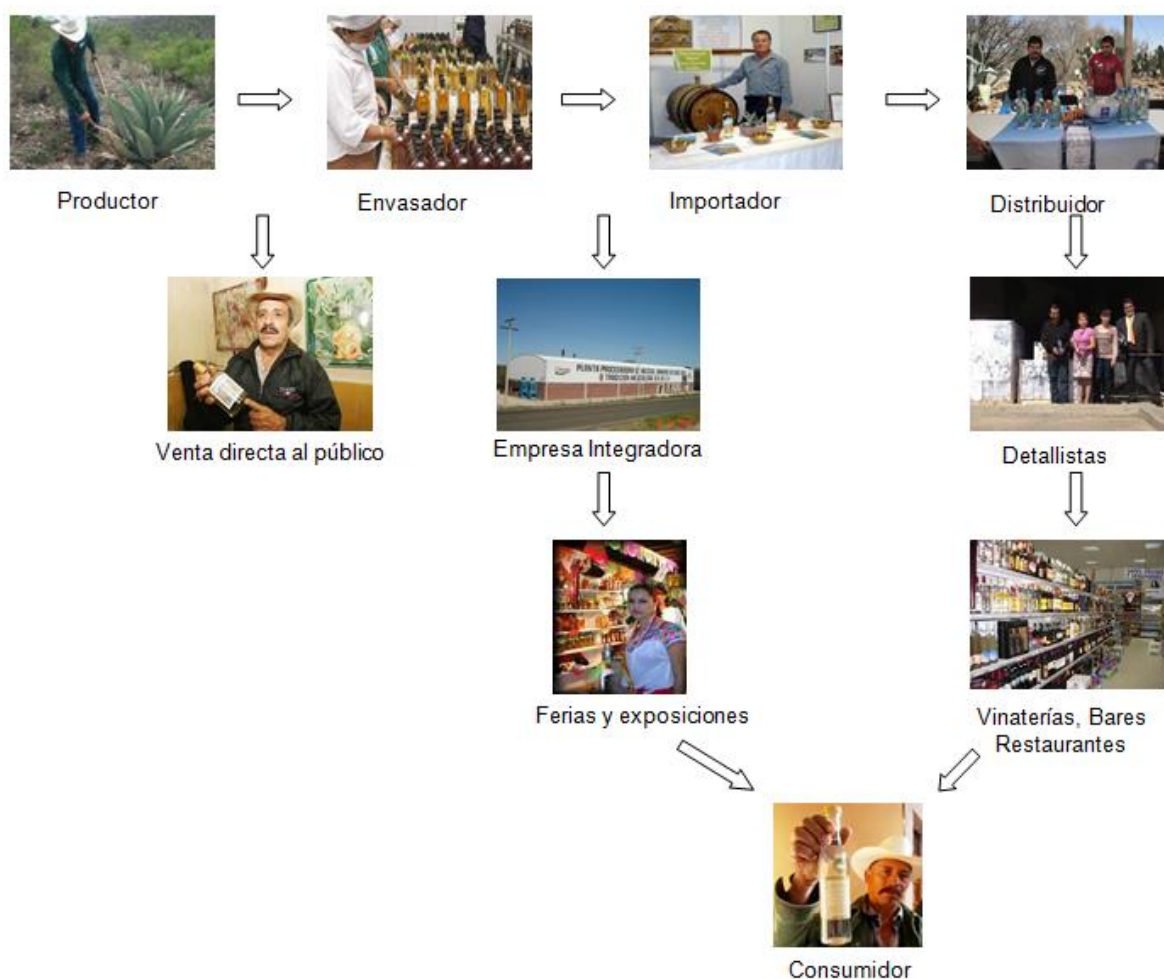 Productor
Envasador
Importador
Distribuidor
Venta directa al público
Empresa Integradora
Detallistas
Ferias y exposiciones
Vinaterías, Bares
Restaurantes
Consumidor